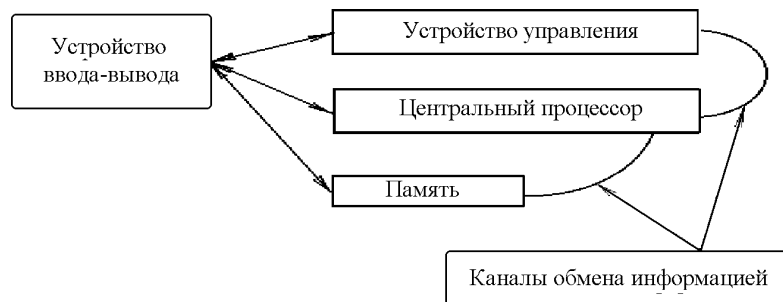 Устройство
ввода-вывода
Устройство управления
Центральный процессор
Память
Каналы обмена информацией